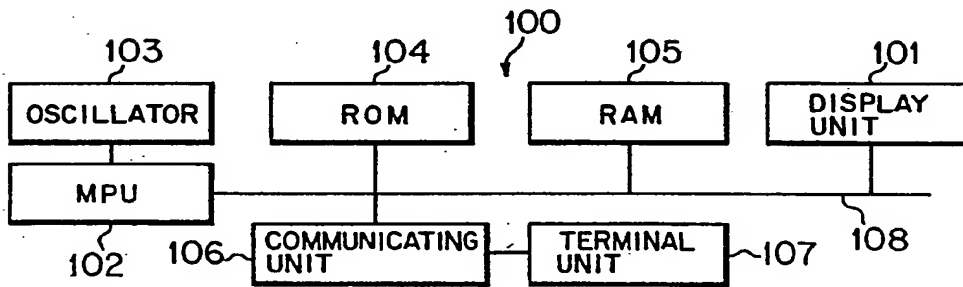 100
103
104
105
101
OSCILLATOR
ROM
RAM
DISPLAY
UNIT
MPU
102
106
COMMUNICATING
UNIT
TERMINAL
UNIT
107
108